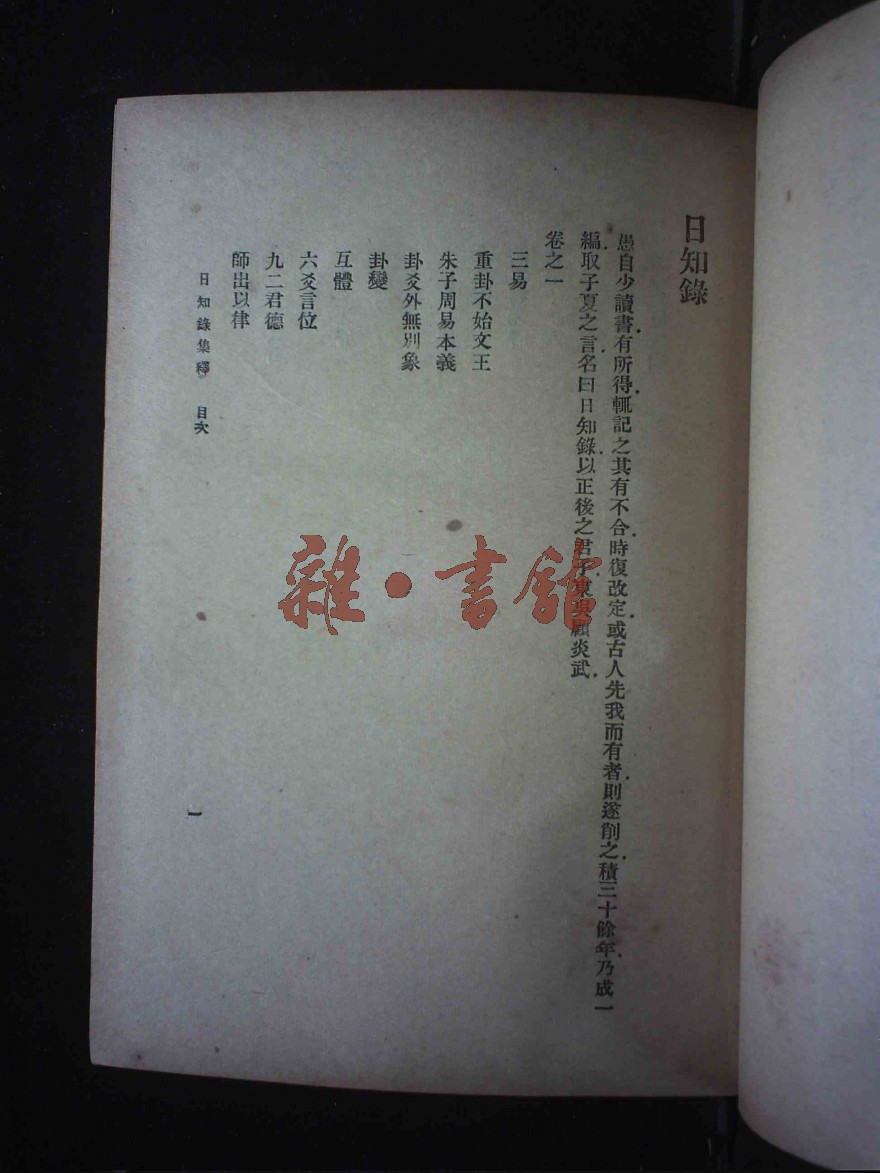 日知錄
愚自少讀書．有所得．輒記之．其有不合．時復改定．或古人先我而有者．則遂削之．積三十餘年．乃成一
編．取子夏之言．名曰日知錄．以正後之君子．東吳顧炎武．
卷之一
三易
重卦不始文王
朱子周易本義
卦爻外無別象
卦變
互體
六爻言位
九二君德
師出以律
日知錄集釋 目次
一
雜·書館